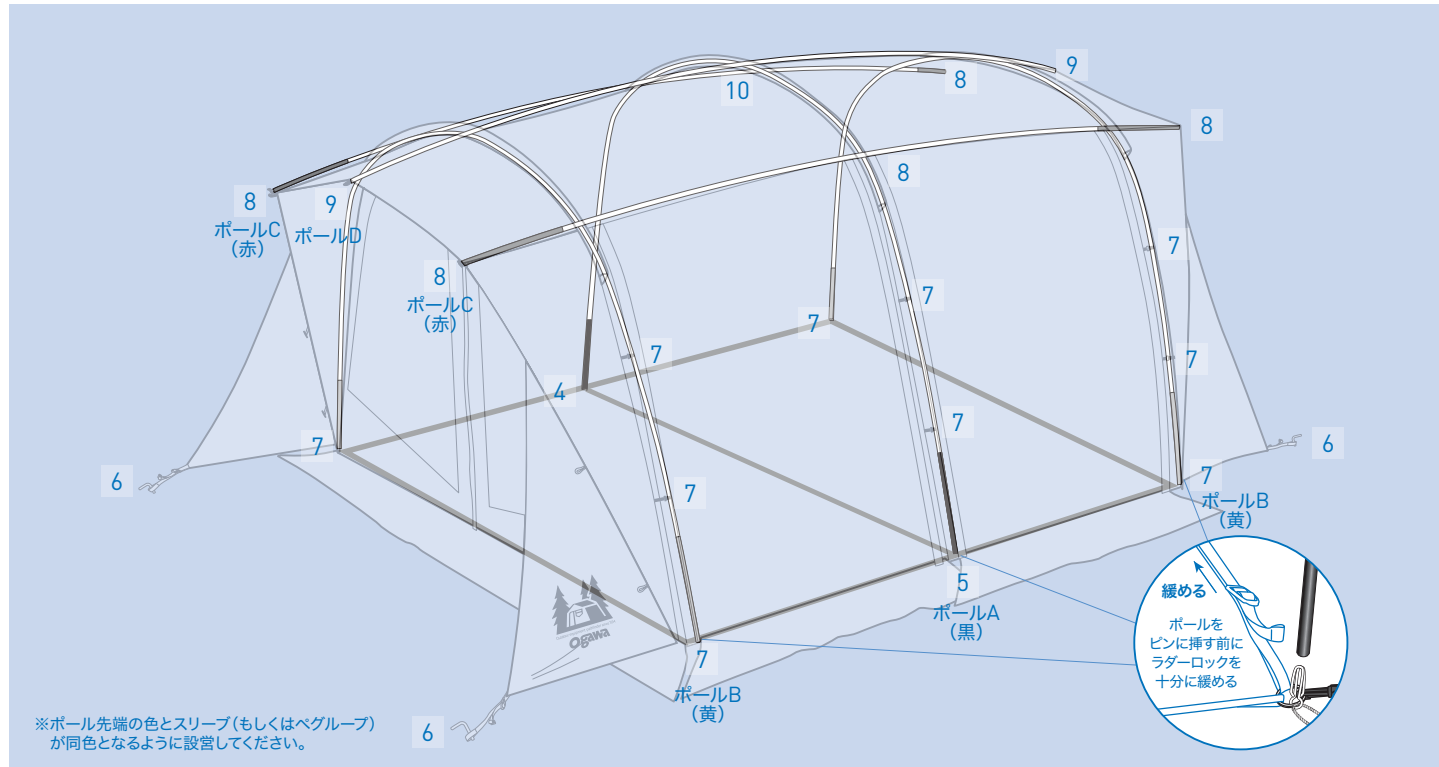 10
8
9
8
8
ポールC
(赤)
9
ポールD
8
8
ポールC
(赤)
7
7
7
7
7
7
4
7
7
7
6
6
7
ポールB
(黄)
5
ポールA
(黒)
緩める
ポールを
ピンに挿す前に
ラダーロックを
十分に緩める
Ogawa
7
ポールB
(黄)
6
※ポール先端の色とスリーブ(もしくはペグループ)
が同色となるように設営してください。